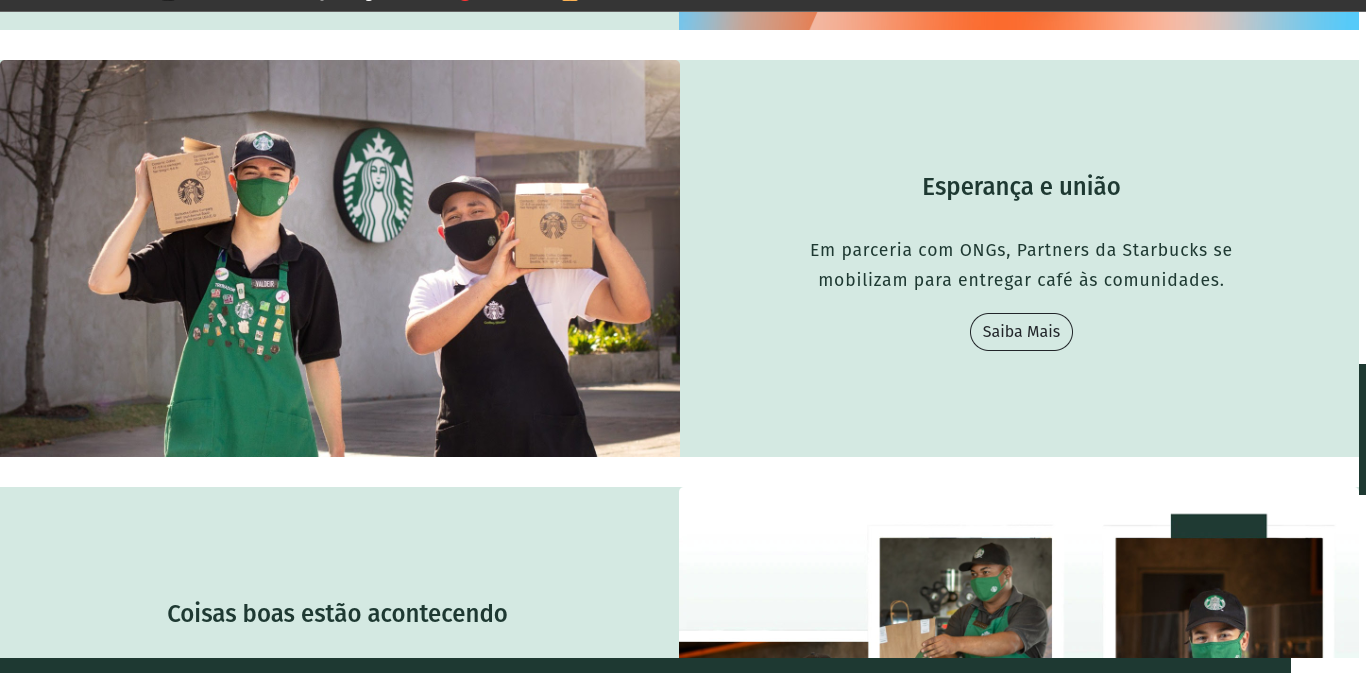 VALDEIR
Esperança e união
Em parceria com ONGs, Partners da Starbucks se
mobilizam para entregar café às comunidades.
Saiba Mais
Coisas boas estão acontecendo